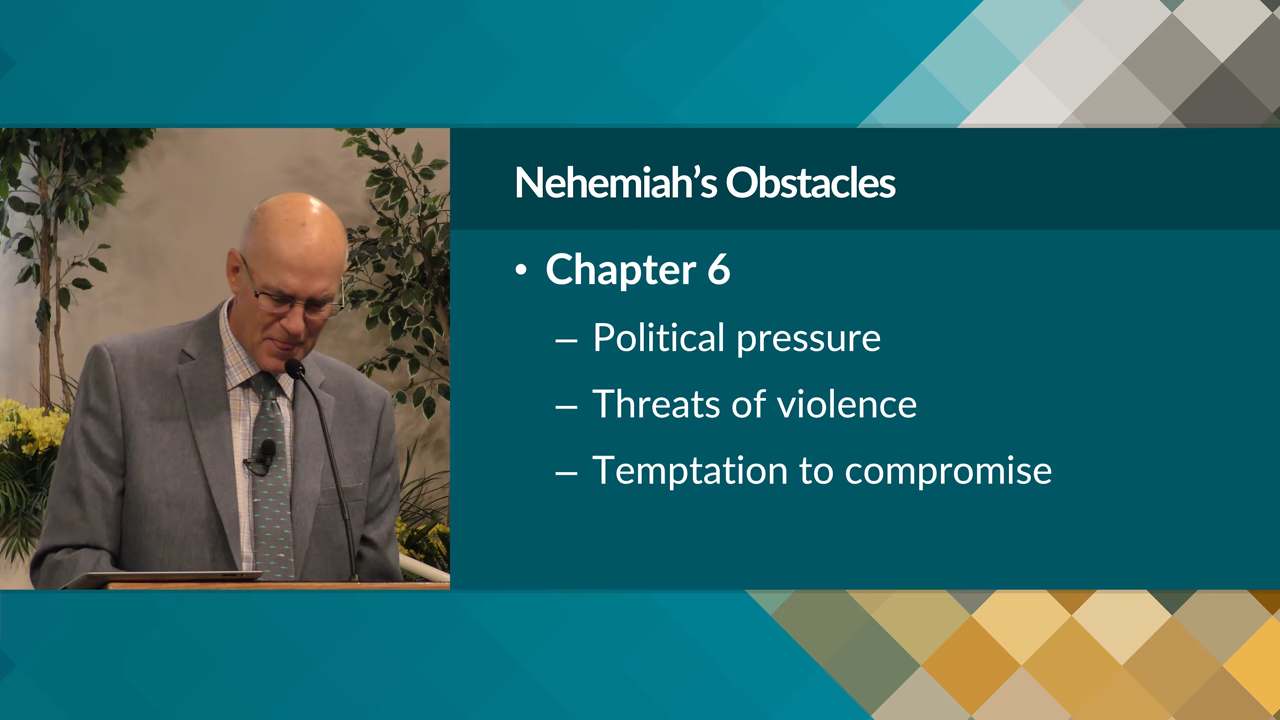 Nehemiah’s Obstacles
• Chapter 6
– Political pressure
– Threats of violence
– Temptation to compromise